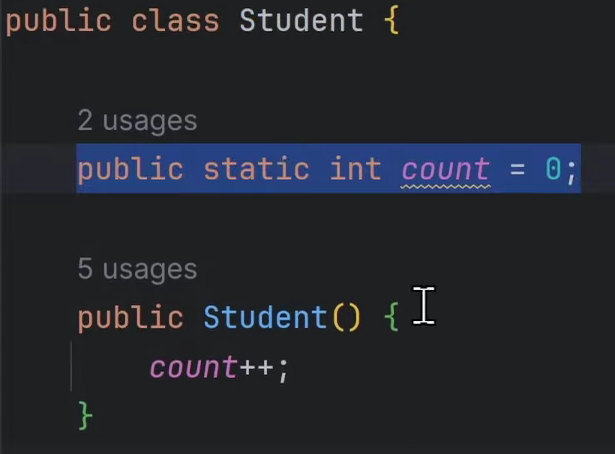 public class Student {
2 usages
public static int count = 0;
5 usages
public Student() {
count++;
}